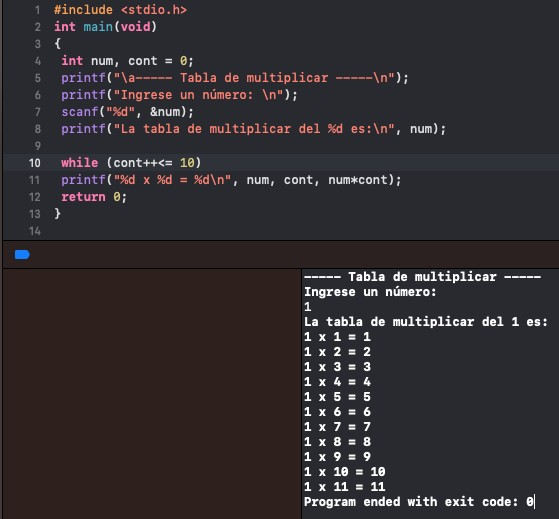 1 #include <stdio.h>
2 int main(void)
3 {
4 int num, cont = 0;
5 printf("\a----- Tabla de multiplicar -----\n");
6 printf("Ingrese un número: \n");
7 scanf("%d", &num);
8 printf("La tabla de multiplicar del %d es:\n", num);
9
10 while (cont++<= 10)
11 printf("%d x %d = %d\n", num, cont, num*cont);
12 return 0;
13 }
14
----- Tabla de multiplicar -----
Ingrese un número:
1
La tabla de multiplicar del 1 es:
1 x 1 = 1
1 x 2 = 2
1 x 3 = 3
1 x 4 = 4
1 x 5 = 5
1 x 6 = 6
1 x 7 = 7
1 x 8 = 8
1 x 9 = 9
1 x 10 = 10
1 x 11 = 11
Program ended with exit code: 0